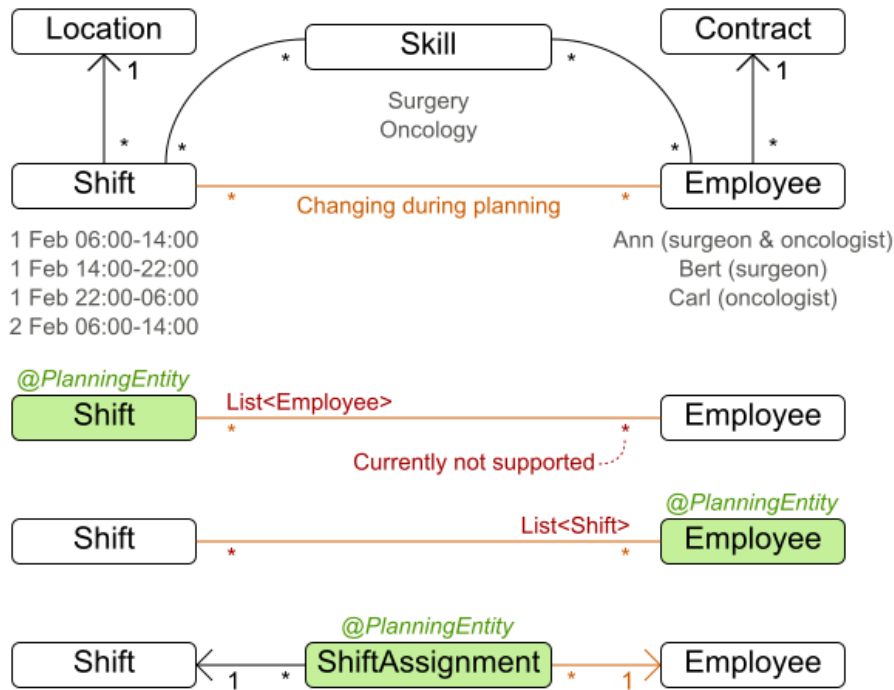 Location
Skill
Contract
1
*
*
1
Surgery
Oncology
*
*
*
*
Shift
*
Changing during planning
*
Employee
1 Feb 06:00-14:00
1 Feb 14:00-22:00
1 Feb 22:00-06:00
2 Feb 06:00-14:00
Ann (surgeon & oncologist)
Bert (surgeon)
Carl (oncologist)
@PlanningEntity
Shift
List<Employee>
*
*
Employee
Currently not supported
@PlanningEntity
Shift
*
List<Shift>
*
Employee
@PlanningEntity
Shift
1
*
ShiftAssignment
*
1
Employee